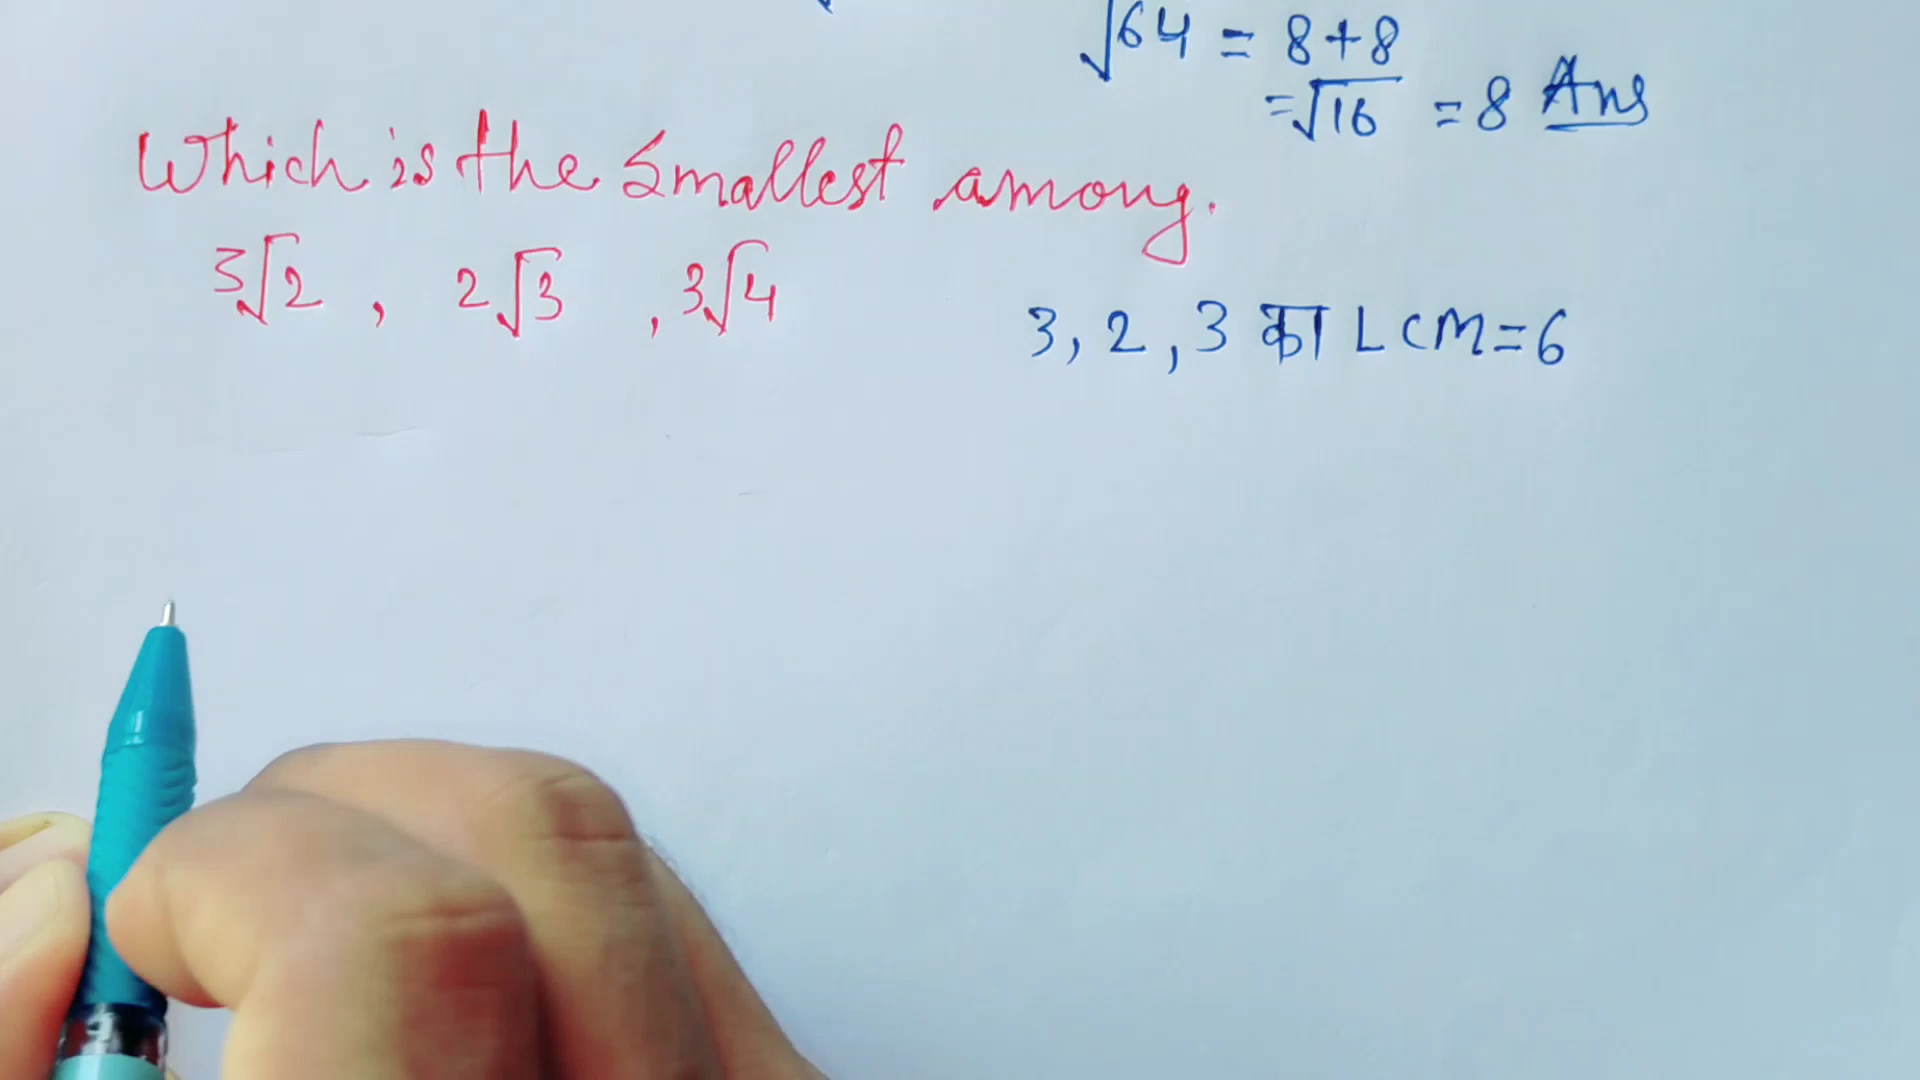 √64 = 8+8
=√16 = 8 Ans
Which is the Smallest among.
³√2 , 2√3 , ³√4
3, 2, 3 का LCM=6